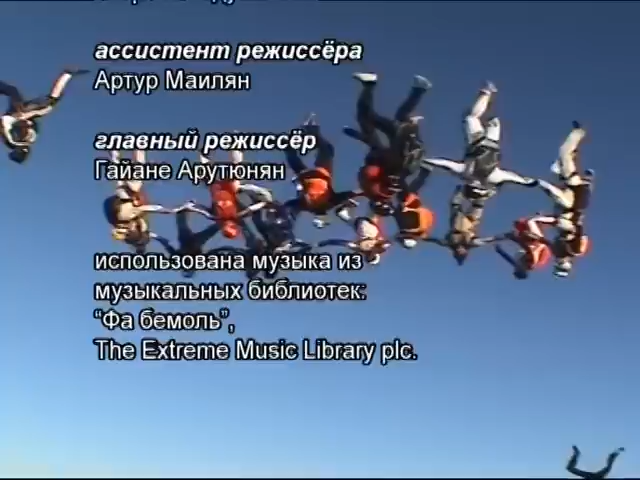 ассистент режиссёра
Артур Маилян
главный режиссёр
Гайане Арутюнян
использована музыка из
музыкальных библиотек:
“Фа бемоль”,
The Extreme Music Library plc.